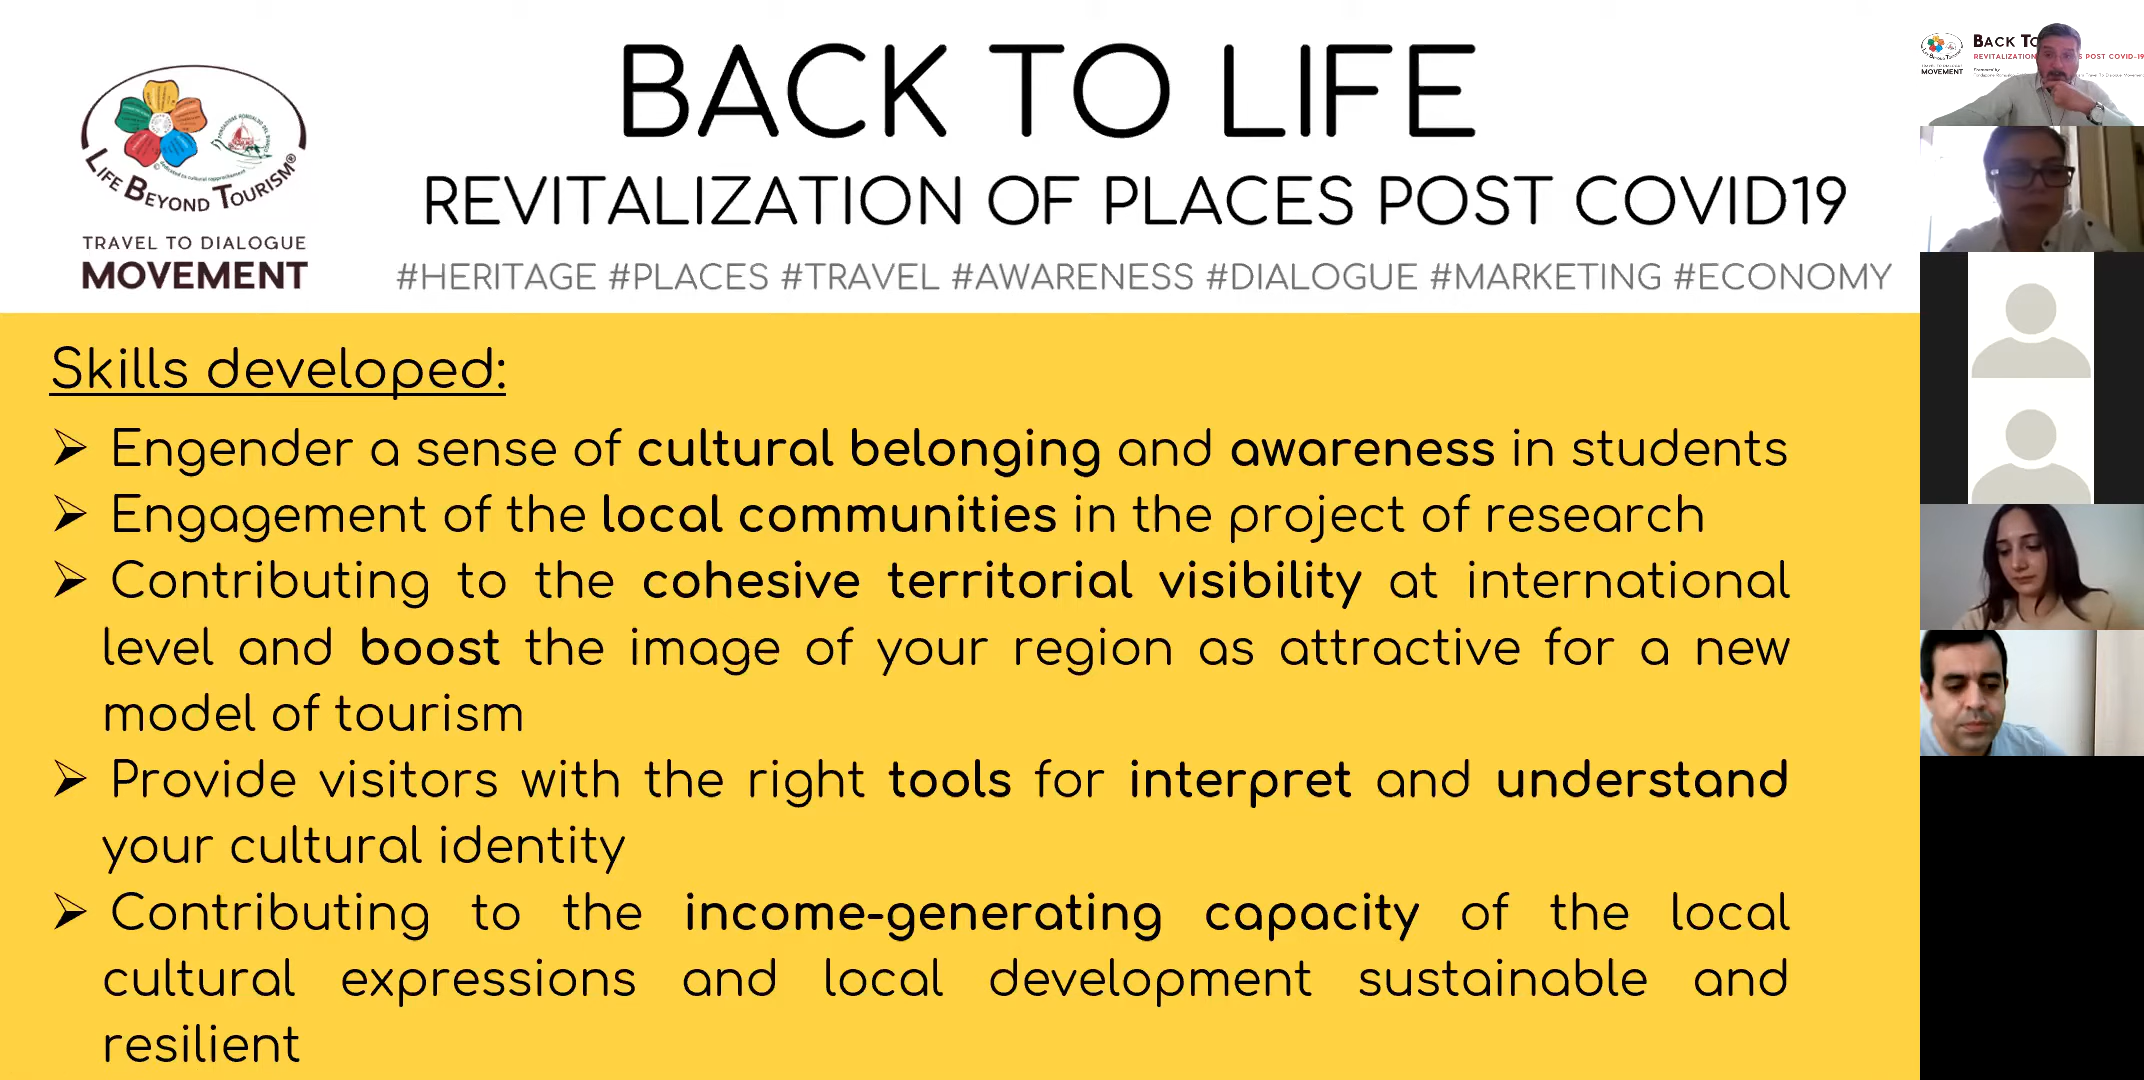 BACK TO LIFE
REVITALIZATION OF PLACES POST COVID19
#HERITAGE #PLACES #TRAVEL #AWARENESS #DIALOGUE #MARKETING #ECONOMY
LIFE BEYOND TOURISM®
TRAVEL TO DIALOGUE
MOVEMENT
Skills developed:
➢ Engender a sense of cultural belonging and awareness in students
➢ Engagement of the local communities in the project of research
➢ Contributing to the cohesive territorial visibility at international
level and boost the image of your region as attractive for a new
model of tourism
➢ Provide visitors with the right tools for interpret and understand
your cultural identity
➢ Contributing to the income-generating capacity of the local
cultural expressions and local development sustainable and
resilient
BACK TO
REVITALIZATION POST COVID-19
MOVEMENT